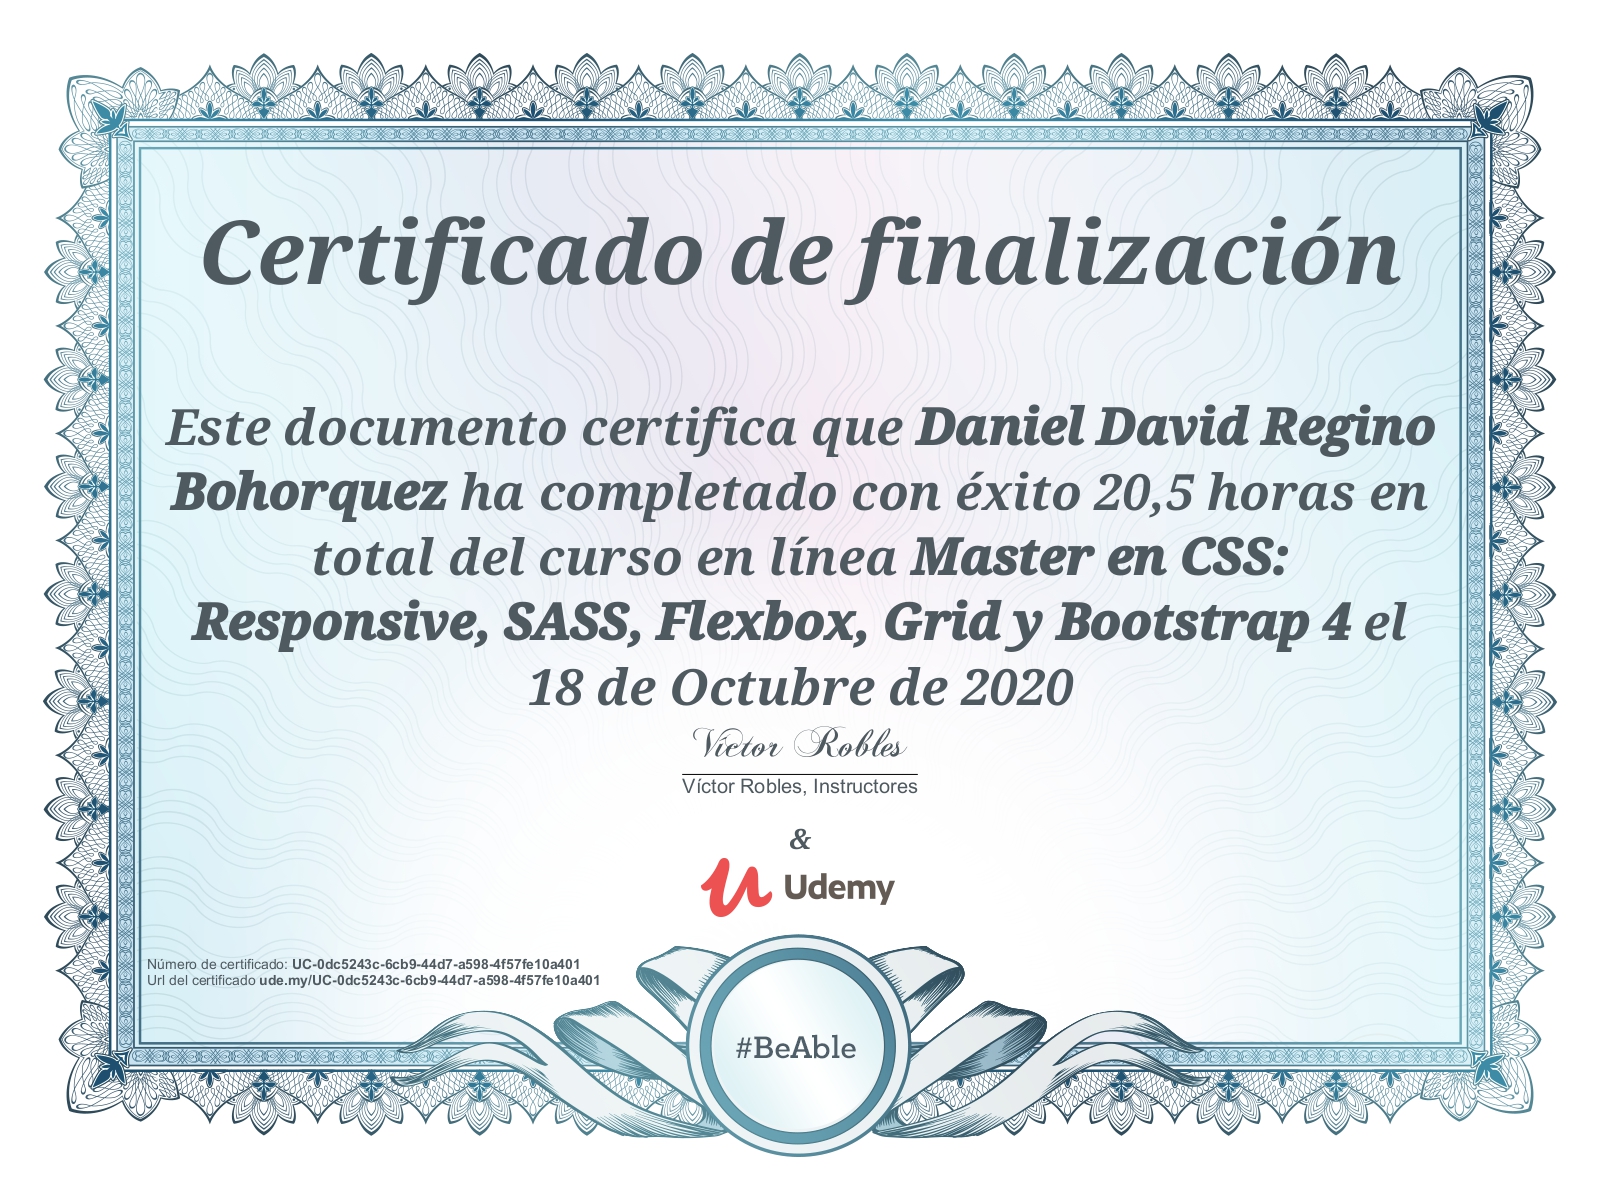 Certificado de finalización
Este documento certifica que Daniel David Regino
Bohorquez ha completado con éxito 20,5 horas en
total del curso en línea Master en CSS:
Responsive, SASS, Flexbox, Grid y Bootstrap 4 el
18 de Octubre de 2020
Víctor Robles
Víctor Robles, Instructores
&
Udemy
Número de certificado: UC-0dc5243c-6cb9-44d7-a598-4f57fe10a401
Url del certificado ude.my/UC-0dc5243c-6cb9-44d7-a598-4f57fe10a401
#BeAble